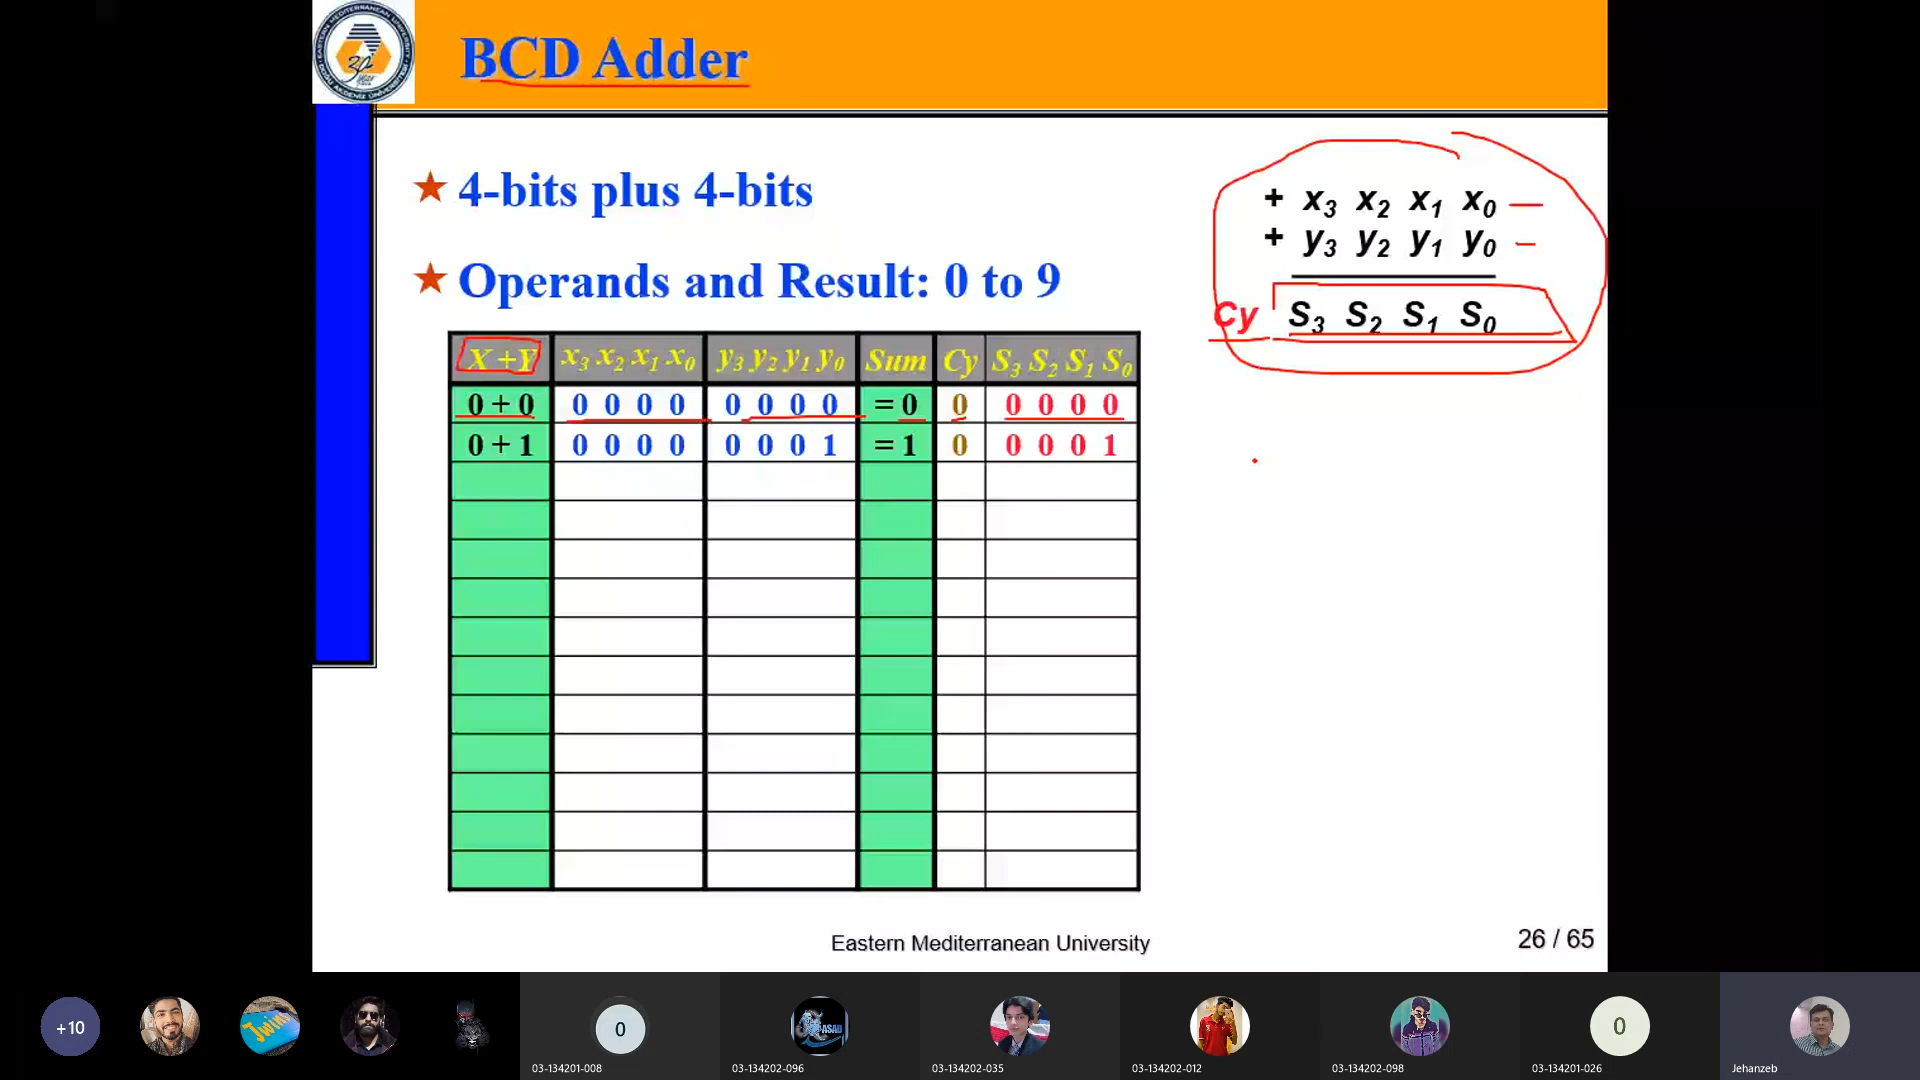 BCD Adder
★ 4-bits plus 4-bits
★ Operands and Result: 0 to 9
+ x3 x2 x1 x0
+ y3 y2 y1 y0
Cy S3 S2 S1 S0
X + Y x3 x2 x1 x0 y3 y2 y1 y0 Sum Cy S3 S2 S1 S0
0 + 0 0 0 0 0 0 0 0 0 = 0 0 0 0 0 0
0 + 1 0 0 0 0 0 0 0 1 = 1 0 0 0 0 1
Eastern Mediterranean University
26 / 65
+10
Twin
0
ASAD
0
03-134201-008
03-134202-096
03-134202-035
03-134202-012
03-134202-098
03-134201-026
Jehanzeb